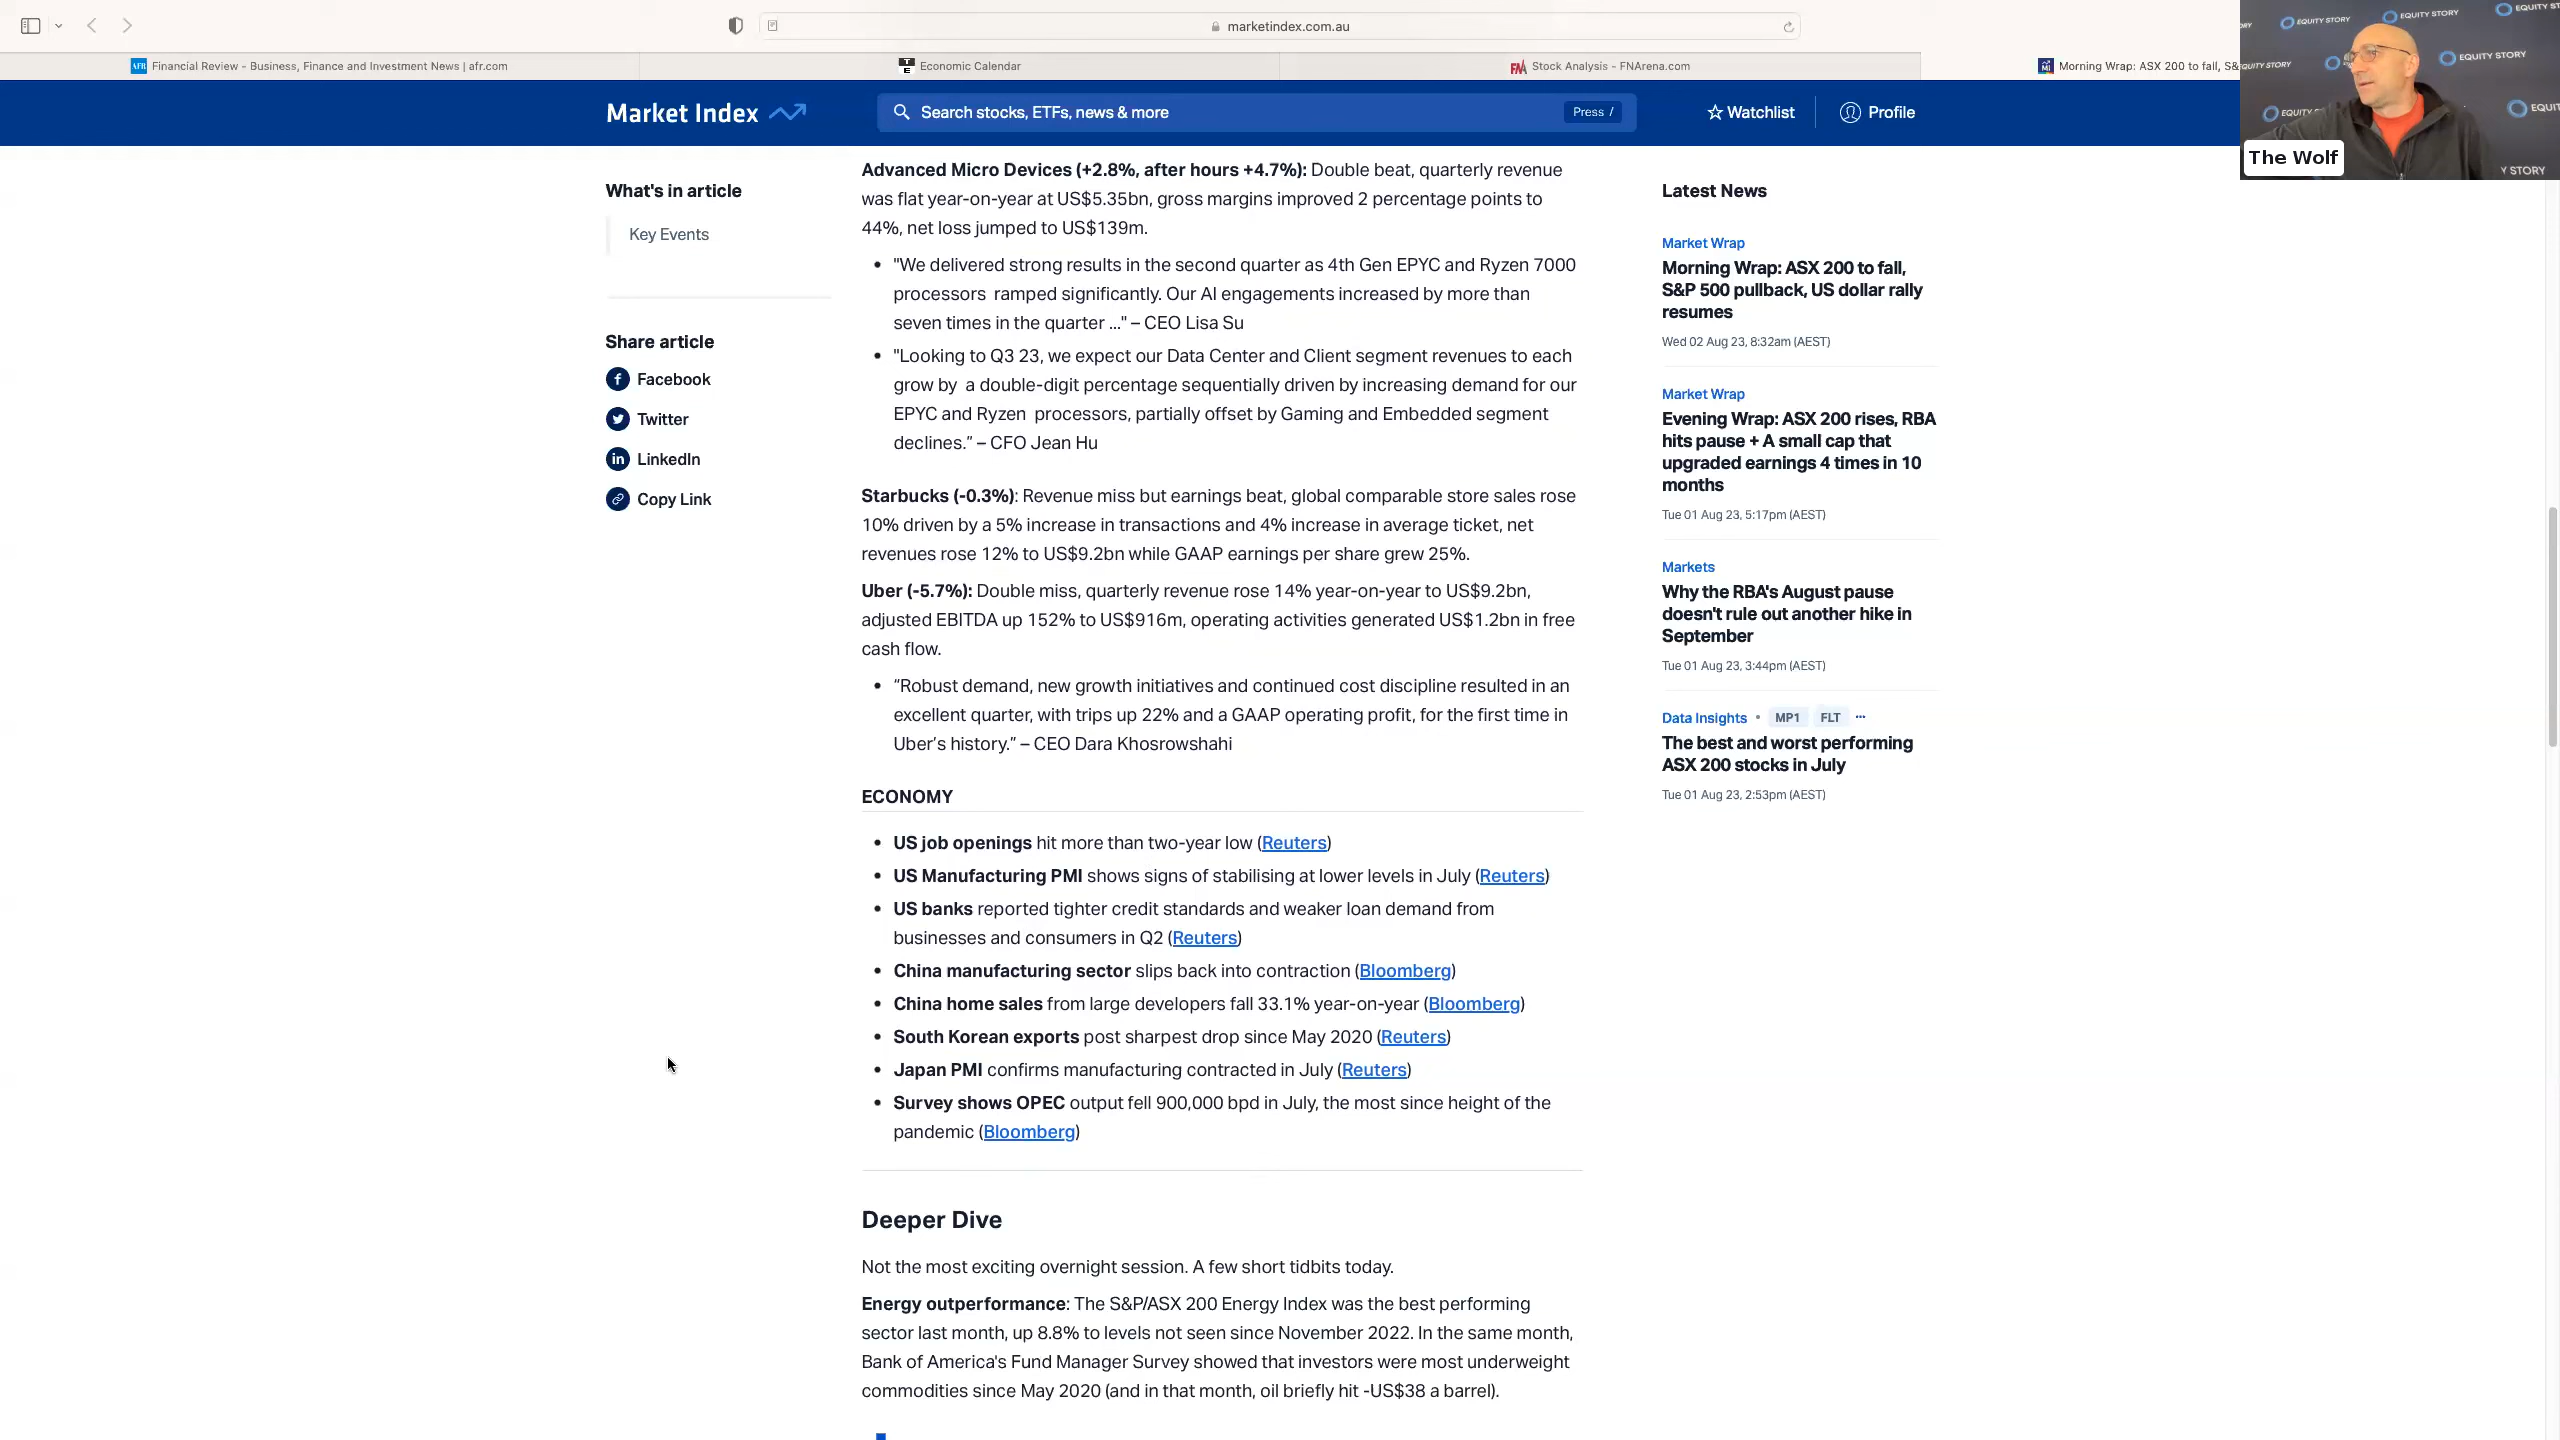 marketindex.com.au
Financial Review - Business, Finance and Investment News | afr.com
Economic Calendar
Stock Analysis - FNArena.com
Morning Wrap: ASX 200 to fall, S&
EQUITY STORY
EQUITY STORY
EQUITY STORY
EQUITY STORY
The Wolf
Y STORY
Market Index
Search stocks, ETFs, news & more
Press /
Watchlist
Profile
What's in article
Key Events
Share article
Facebook
Twitter
LinkedIn
Copy Link
Advanced Micro Devices (+2.8%, after hours +4.7%): Double beat, quarterly revenue
was flat year-on-year at US$5.35bn, gross margins improved 2 percentage points to
44%, net loss jumped to US$139m.
• "We delivered strong results in the second quarter as 4th Gen EPYC and Ryzen 7000
processors ramped significantly. Our AI engagements increased by more than
seven times in the quarter ..." – CEO Lisa Su
• "Looking to Q3 23, we expect our Data Center and Client segment revenues to each
grow by a double-digit percentage sequentially driven by increasing demand for our
EPYC and Ryzen processors, partially offset by Gaming and Embedded segment
declines.” – CFO Jean Hu
Starbucks (-0.3%): Revenue miss but earnings beat, global comparable store sales rose
10% driven by a 5% increase in transactions and 4% increase in average ticket, net
revenues rose 12% to US$9.2bn while GAAP earnings per share grew 25%.
Uber (-5.7%): Double miss, quarterly revenue rose 14% year-on-year to US$9.2bn,
adjusted EBITDA up 152% to US$916m, operating activities generated US$1.2bn in free
cash flow.
• “Robust demand, new growth initiatives and continued cost discipline resulted in an
excellent quarter, with trips up 22% and a GAAP operating profit, for the first time in
Uber’s history.” – CEO Dara Khosrowshahi
ECONOMY
• US job openings hit more than two-year low (Reuters)
• US Manufacturing PMI shows signs of stabilising at lower levels in July (Reuters)
• US banks reported tighter credit standards and weaker loan demand from
businesses and consumers in Q2 (Reuters)
• China manufacturing sector slips back into contraction (Bloomberg)
• China home sales from large developers fall 33.1% year-on-year (Bloomberg)
• South Korean exports post sharpest drop since May 2020 (Reuters)
• Japan PMI confirms manufacturing contracted in July (Reuters)
• Survey shows OPEC output fell 900,000 bpd in July, the most since height of the
pandemic (Bloomberg)
Deeper Dive
Not the most exciting overnight session. A few short tidbits today.
Energy outperformance: The S&P/ASX 200 Energy Index was the best performing
sector last month, up 8.8% to levels not seen since November 2022. In the same month,
Bank of America's Fund Manager Survey showed that investors were most underweight
commodities since May 2020 (and in that month, oil briefly hit -US$38 a barrel).
Latest News
Market Wrap
Morning Wrap: ASX 200 to fall,
S&P 500 pullback, US dollar rally
resumes
Wed 02 Aug 23, 8:32am (AEST)
Market Wrap
Evening Wrap: ASX 200 rises, RBA
hits pause + A small cap that
upgraded earnings 4 times in 10
months
Tue 01 Aug 23, 5:17pm (AEST)
Markets
Why the RBA's August pause
doesn't rule out another hike in
September
Tue 01 Aug 23, 3:44pm (AEST)
Data Insights • MP1 FLT ...
The best and worst performing
ASX 200 stocks in July
Tue 01 Aug 23, 2:53pm (AEST)